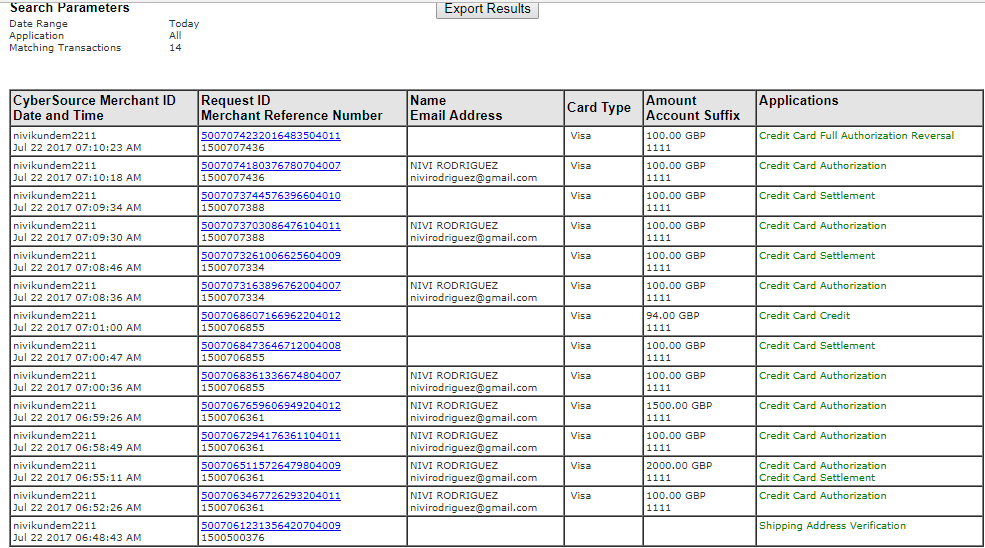 Search Parameters
Export Results
Date Range Today
Application All
Matching Transactions 14
CyberSource Merchant ID Request ID Name Card Type Amount Applications
Date and Time Merchant Reference Number Email Address Account Suffix
nivikundem2211 5007074232016483504011 Visa 100.00 GBP Credit Card Full Authorization Reversal
Jul 22 2017 07:10:23 AM 1500707436 1111
nivikundem2211 5007074180376780704007 NIVI RODRIGUEZ Visa 100.00 GBP Credit Card Authorization
Jul 22 2017 07:10:18 AM 1500707436 nivirodriguez@gmail.com 1111
nivikundem2211 5007073744576396604010 Visa 100.00 GBP Credit Card Settlement
Jul 22 2017 07:09:34 AM 1500707388 1111
nivikundem2211 5007073703086476104011 NIVI RODRIGUEZ Visa 100.00 GBP Credit Card Authorization
Jul 22 2017 07:09:30 AM 1500707388 nivirodriguez@gmail.com 1111
nivikundem2211 5007073261006625604009 Visa 100.00 GBP Credit Card Settlement
Jul 22 2017 07:08:46 AM 1500707334 1111
nivikundem2211 5007073163896762004007 NIVI RODRIGUEZ Visa 100.00 GBP Credit Card Authorization
Jul 22 2017 07:08:36 AM 1500707334 nivirodriguez@gmail.com 1111
nivikundem2211 5007068607166962204012 Visa 94.00 GBP Credit Card Credit
Jul 22 2017 07:01:00 AM 1500706855 1111
nivikundem2211 5007068473646712004008 Visa 100.00 GBP Credit Card Settlement
Jul 22 2017 07:00:47 AM 1500706855 1111
nivikundem2211 5007068361336674804007 NIVI RODRIGUEZ Visa 100.00 GBP Credit Card Authorization
Jul 22 2017 07:00:36 AM 1500706855 nivirodriguez@gmail.com 1111
nivikundem2211 5007067659606949204012 NIVI RODRIGUEZ Visa 1500.00 GBP Credit Card Authorization
Jul 22 2017 06:59:26 AM 1500706361 nivirodriguez@gmail.com 1111
nivikundem2211 5007067294176361104011 NIVI RODRIGUEZ Visa 100.00 GBP Credit Card Authorization
Jul 22 2017 06:58:49 AM 1500706361 nivirodriguez@gmail.com 1111
nivikundem2211 5007065115726479804009 NIVI RODRIGUEZ Visa 2000.00 GBP Credit Card Authorization
Jul 22 2017 06:55:11 AM 1500706361 nivirodriguez@gmail.com 1111 Credit Card Settlement
nivikundem2211 5007063467726293204011 NIVI RODRIGUEZ Visa 100.00 GBP Credit Card Authorization
Jul 22 2017 06:52:26 AM 1500706361 nivirodriguez@gmail.com 1111
nivikundem2211 5007061231356420704009 Shipping Address Verification
Jul 22 2017 06:48:43 AM 1500500376